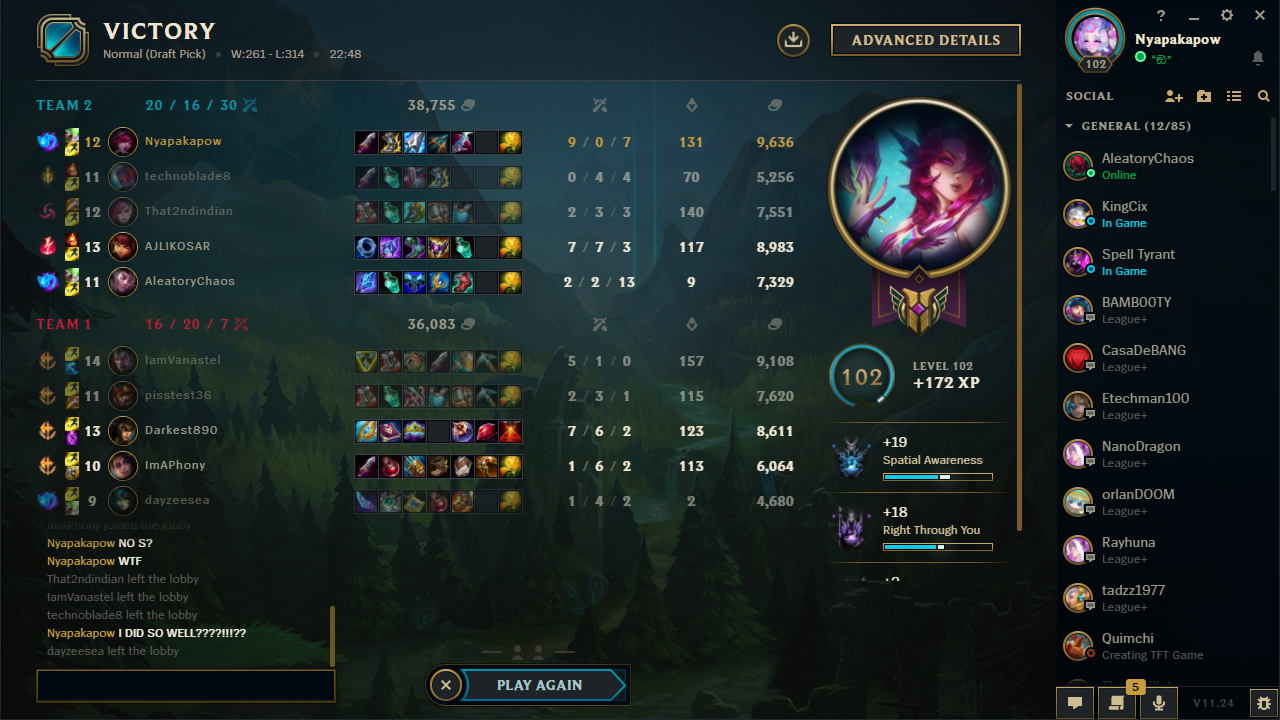 VICTORY
Normal (Draft Pick) • W:261 - L:314 • 22:48
ADVANCED DETAILS
TEAM 2 20 / 16 / 30 38,755
12 Nyapakapow 9 / 0 / 7 131 9,636
11 technoblade8 0 / 4 / 4 70 5,256
12 That2ndindian 2 / 3 / 3 140 7,551
13 AJLIKOSAR 7 / 7 / 3 117 8,983
11 AleatoryChaos 2 / 2 / 13 9 7,329
TEAM 1 16 / 20 / 7 36,083
14 IamVanastel 5 / 1 / 0 157 9,108
11 pisstest36 2 / 3 / 1 115 7,620
13 Darkest890 7 / 6 / 2 123 8,611
10 ImAPhony 1 / 6 / 2 113 6,064
9 dayzeesea 1 / 4 / 2 2 4,680
ImAPhony joined the lobby
Nyapakapow NO S?
Nyapakapow WTF
That2ndindian left the lobby
IamVanastel left the lobby
technoblade8 left the lobby
Nyapakapow I DID SO WELL????!!!??
dayzeesea left the lobby
PLAY AGAIN
102
LEVEL 102
+172 XP
+19
Spatial Awareness
+18
Right Through You
?
Nyapakapow
102
SOCIAL
GENERAL (12/85)
AleatoryChaos
Online
KingCix
In Game
Spell Tyrant
In Game
BAMB00TY
League+
CasaDeBANG
League+
Etechman100
League+
NanoDragon
League+
orlanDOOM
League+
Rayhuna
League+
tadzz1977
League+
Quimchi
Creating TFT Game
5
V11.24